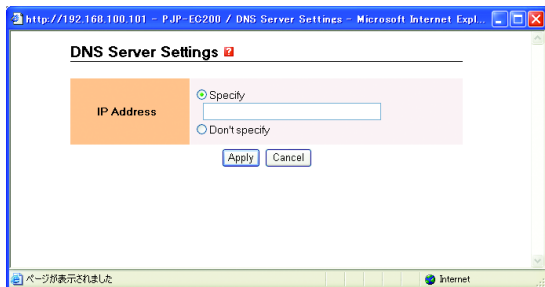 http://192.168.100.101 - PJP-EC200 / DNS Server Settings - Microsoft Internet Expl...
DNS Server Settings ?
IP Address
Specify
Don't specify
Apply Cancel
ページが表示されました Internet